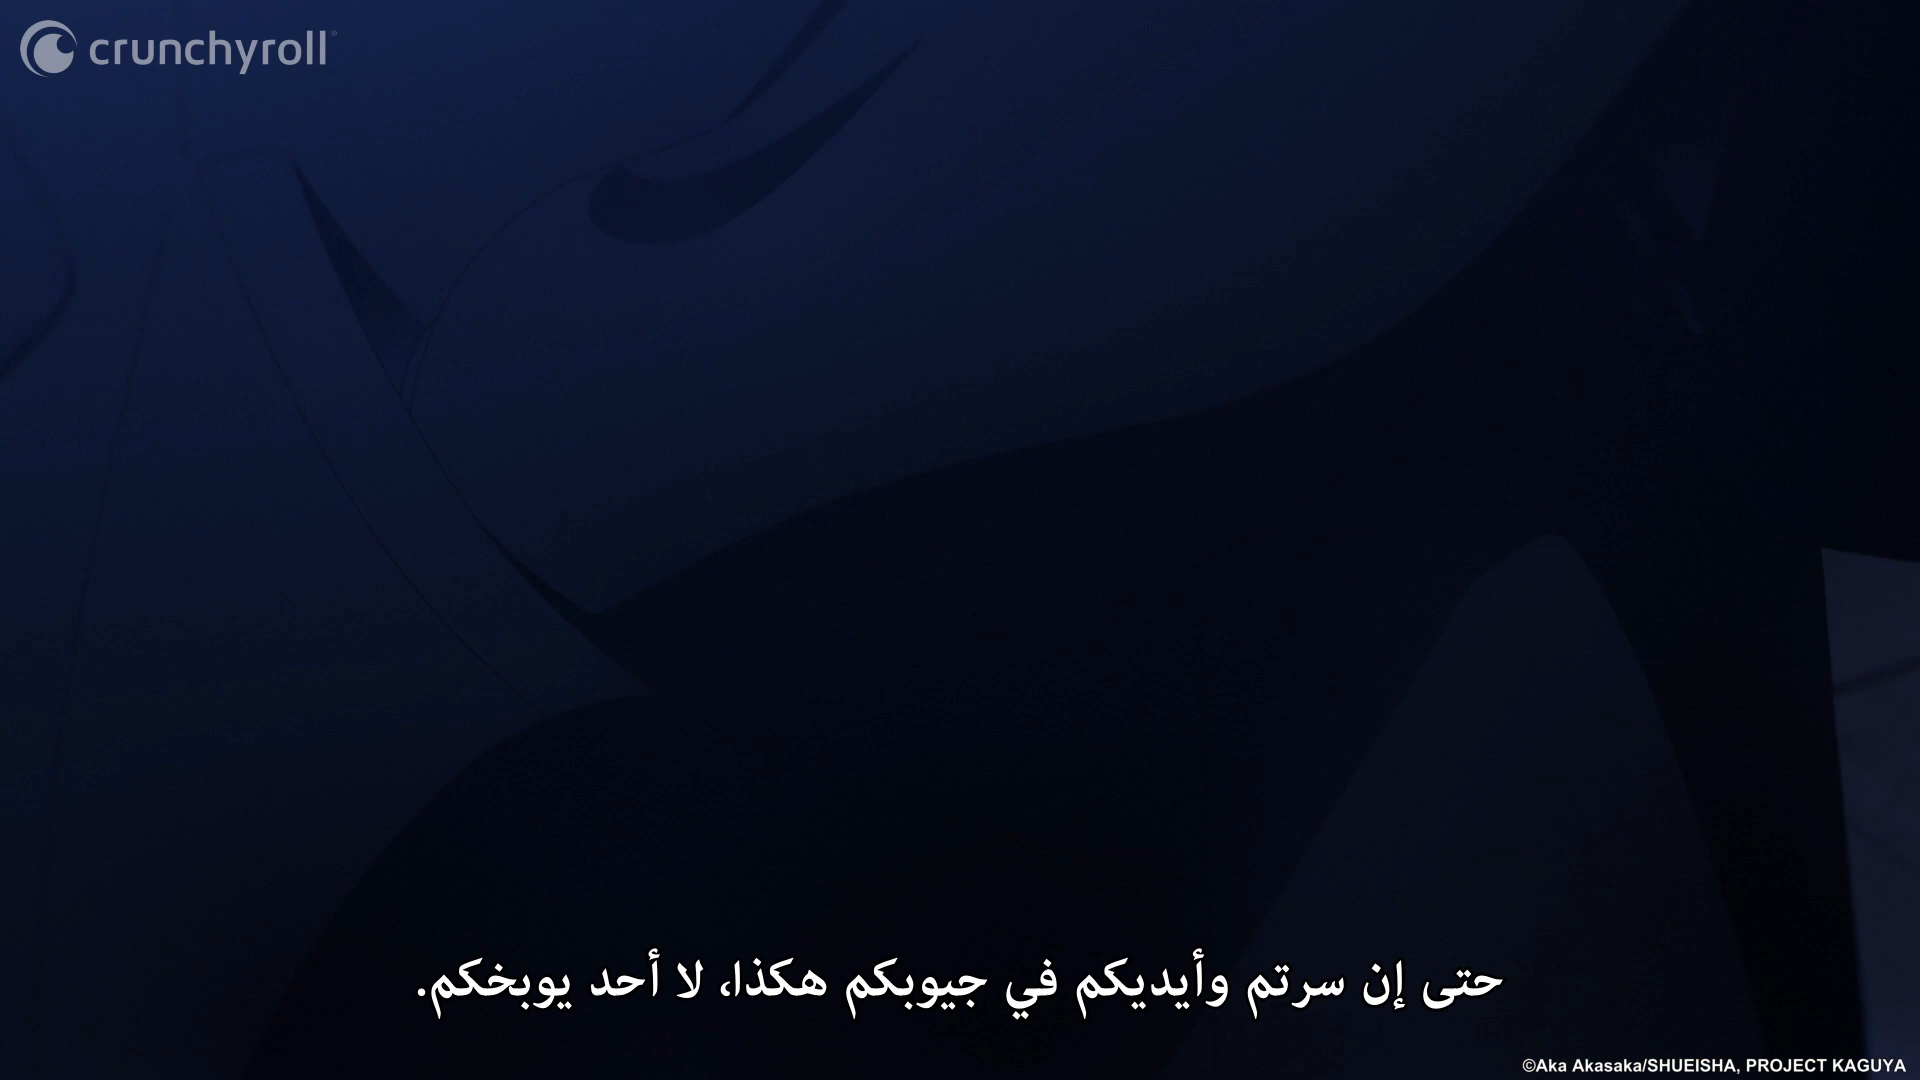 crunchyroll®
حتى إن سرتم وأيديكم في جيوبكم هكذا، لا أحد يوبخكم.
©Aka Akasaka/SHUEISHA, PROJECT KAGUYA